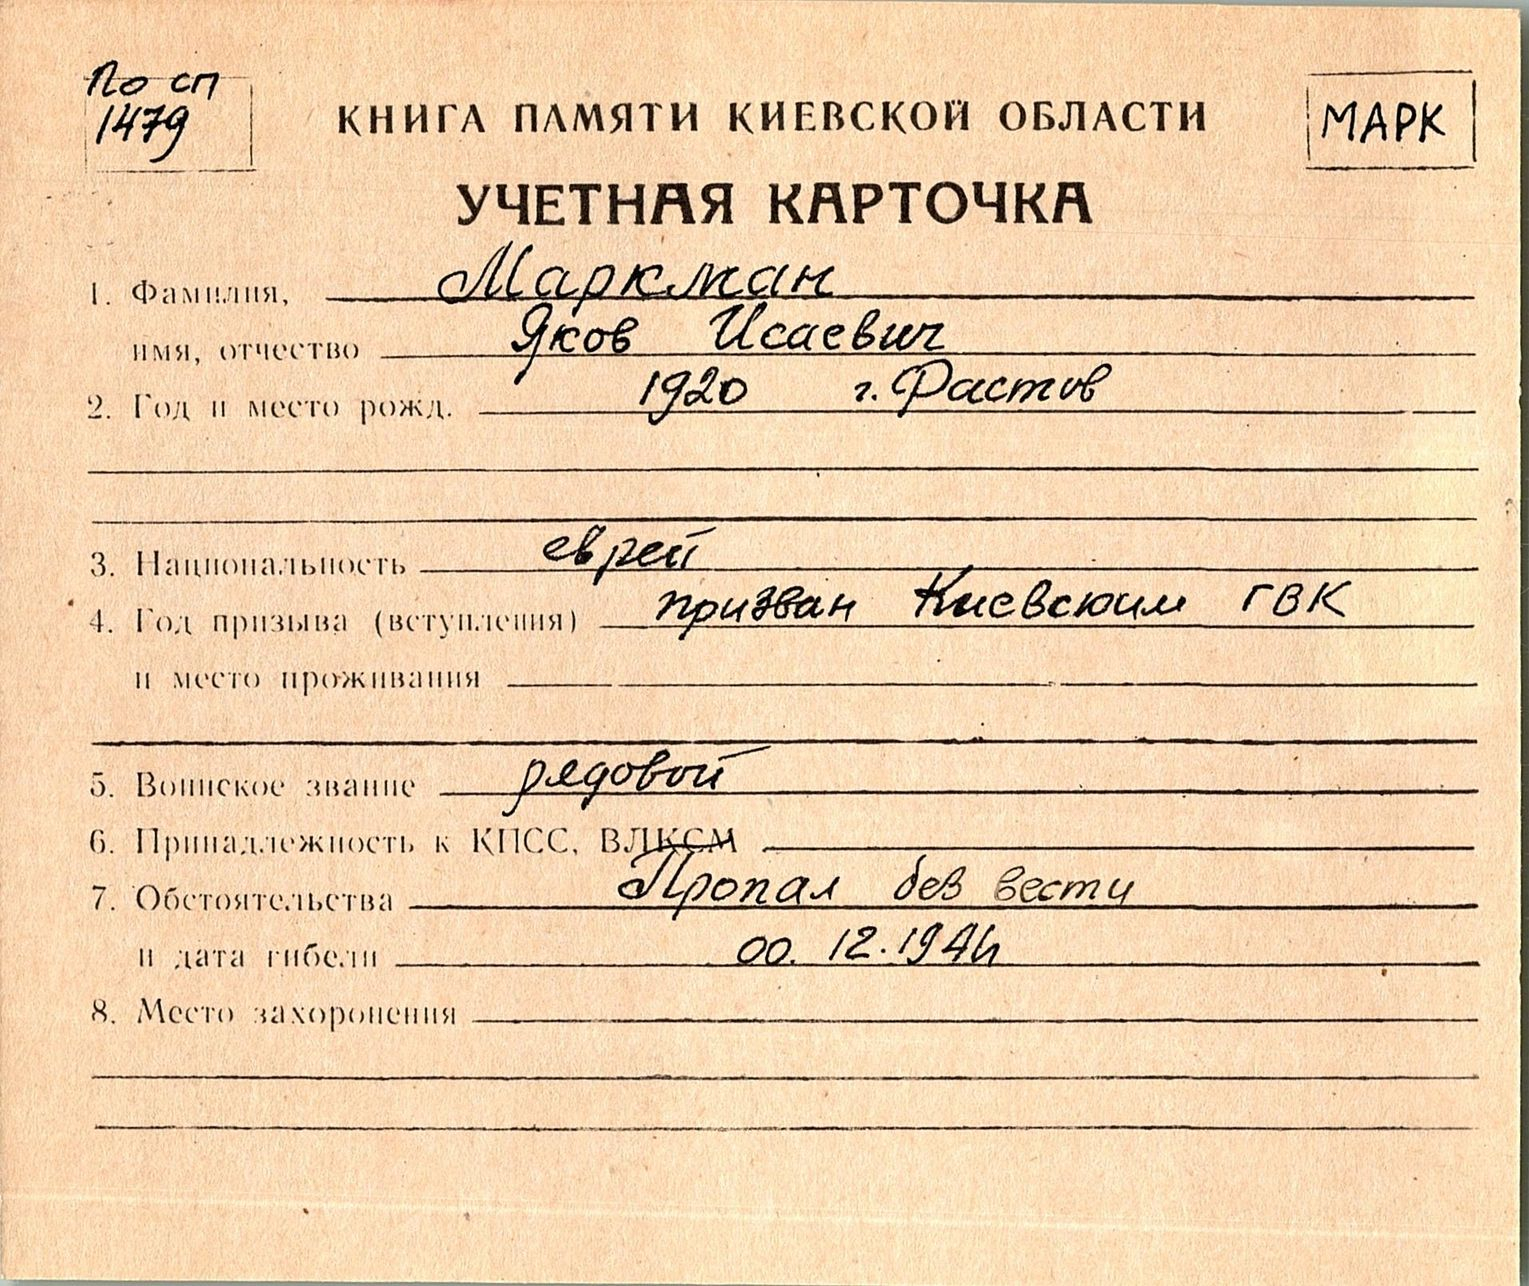 По сп
1479
КНИГА ПАМЯТИ КИЕВСКОЙ ОБЛАСТИ
МАРК
УЧЕТНАЯ КАРТОЧКА
1. Фамилия, Маркман
имя, отчество Яков Исаевич
2. Год и место рожд. 1920 г. Фастов
3. Национальность еврей
4. Год призыва (вступления) призван Киевским ГВК
и место проживания
5. Воинское звание рядовой
6. Принадлежность к КПСС, ВЛКСМ
7. Обстоятельства Пропал без вести
и дата гибели 00.12.1944
8. Место захоронения